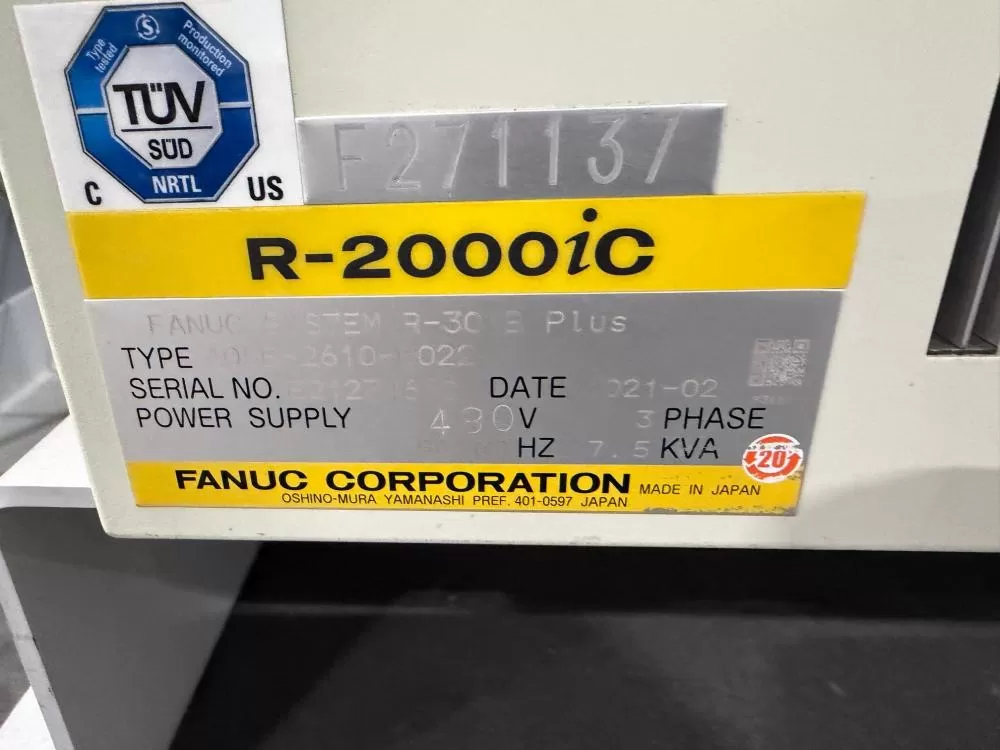 Type tested
Production monitored
TÜV
SÜD
NRTL
C US
F271137
R-2000iC
FANUC SYSTEM R-30iB Plus
TYPE
SERIAL NO. DATE 021-02
POWER SUPPLY 480V 3 PHASE
HZ 7.5 KVA
20
FANUC CORPORATION MADE IN JAPAN
OSHINO-MURA YAMANASHI PREF. 401-0597 JAPAN